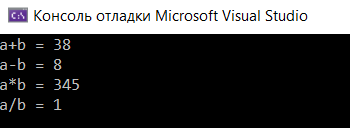 C:\ Консоль отладки Microsoft Visual Studio
a+b = 38
a-b = 8
a*b = 345
a/b = 1